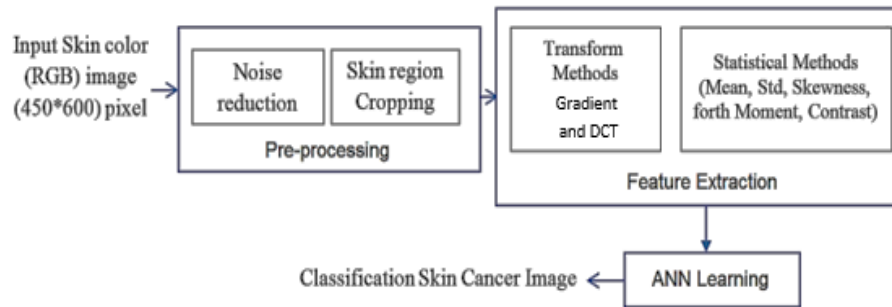 Input Skin color
(RGB) image
(450*600) pixel
Noise
reduction
Skin region
Cropping
Pre-processing
Transform
Methods
Gradient
and DCT
Statistical Methods
(Mean, Std, Skewness,
forth Moment, Contrast)
Feature Extraction
ANN Learning
Classification Skin Cancer Image